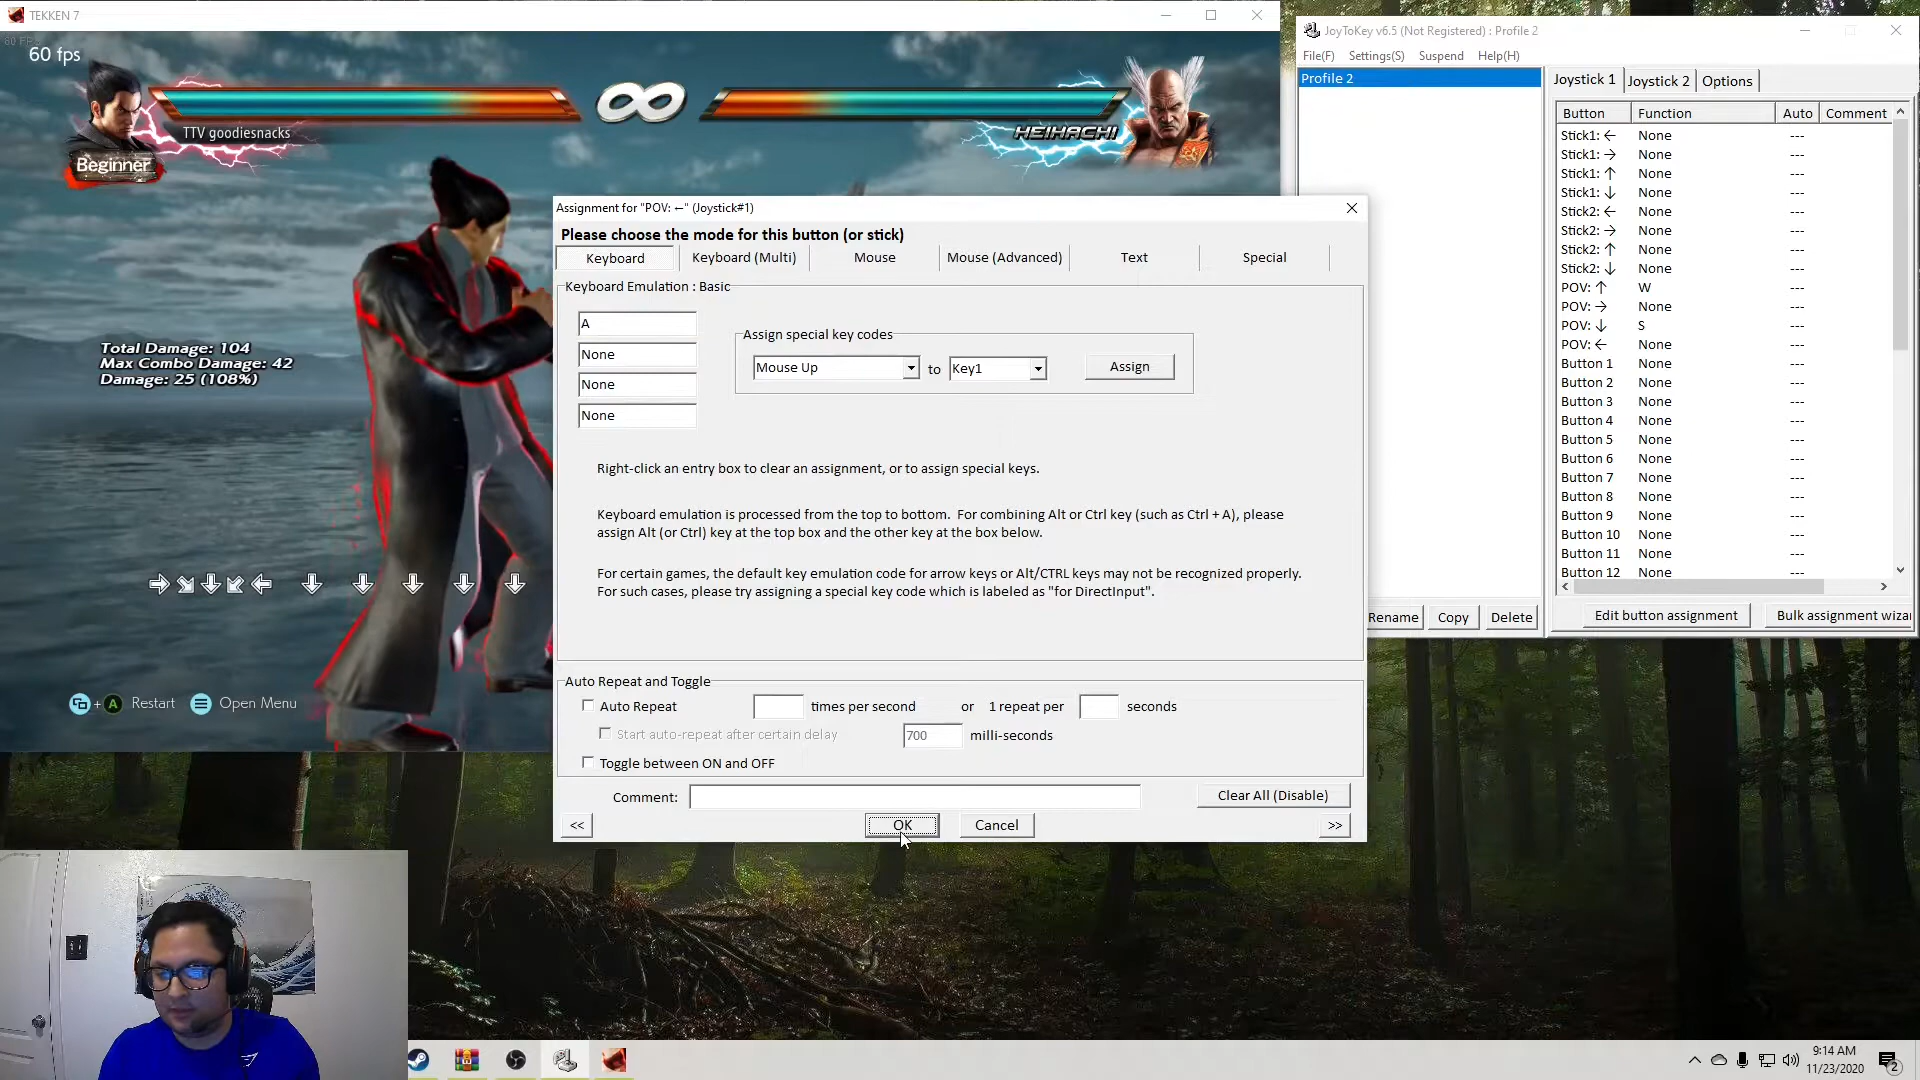 TEKKEN 7
60 FPS
60 fps
TTV goodiesnacks
HEIHACHI
Beginner
Total Damage: 104
Max Combo Damage: 42
Damage: 25 (108%)
+ A Restart Open Menu
JoyToKey v6.5 (Not Registered) : Profile 2
File(F) Settings(S) Suspend Help(H)
Profile 2
Rename Copy Delete
Joystick 1 Joystick 2 Options
Button Function Auto Comment
Stick1: ← None ---
Stick1: → None ---
Stick1: ↑ None ---
Stick1: ↓ None ---
Stick2: ← None ---
Stick2: → None ---
Stick2: ↑ None ---
Stick2: ↓ None ---
POV: ↑ W ---
POV: → None ---
POV: ↓ S ---
POV: ← None ---
Button 1 None ---
Button 2 None ---
Button 3 None ---
Button 4 None ---
Button 5 None ---
Button 6 None ---
Button 7 None ---
Button 8 None ---
Button 9 None ---
Button 10 None ---
Button 11 None ---
Button 12 None ---
Edit button assignment Bulk assignment wiza
Assignment for "POV: ←" (Joystick#1)
Please choose the mode for this button (or stick)
Keyboard Keyboard (Multi) Mouse Mouse (Advanced) Text Special
Keyboard Emulation : Basic
A
None
None
None
Assign special key codes
Mouse Up to Key1 Assign
Right-click an entry box to clear an assignment, or to assign special keys.
Keyboard emulation is processed from the top to bottom. For combining Alt or Ctrl key (such as Ctrl + A), please
assign Alt (or Ctrl) key at the top box and the other key at the box below.
For certain games, the default key emulation code for arrow keys or Alt/CTRL keys may not be recognized properly.
For such cases, please try assigning a special key code which is labeled as "for DirectInput".
Auto Repeat and Toggle
Auto Repeat times per second or 1 repeat per seconds
Start auto-repeat after certain delay 700 milli-seconds
Toggle between ON and OFF
Comment: Clear All (Disable)
<< OK Cancel >>
9:14 AM
11/23/2020
2